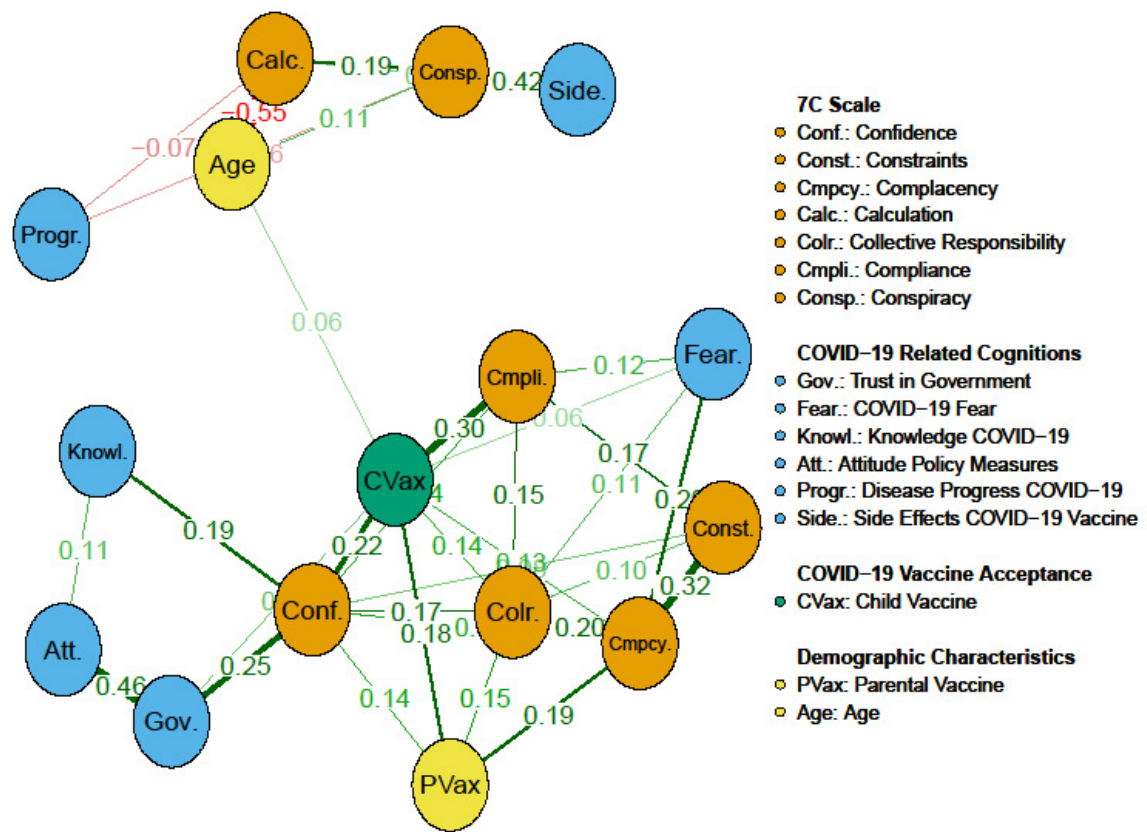 Calc.
0.19
Consp.
0.42
Side.
−0.55
0.11
−0.07
Age
Progr.
0.06
Fear.
0.12
Cmpli.
0.06
0.30
0.17
Knowl.
CVax
0.15
0.11
Const.
0.19
0.22
0.14
0.13
0.11
0.10
0.32
Conf.
0.17
Colr.
0.18
0.20
Cmpcy.
Att.
0.25
0.46
Gov.
0.14
0.15
0.19
PVax
7C Scale
Conf.: Confidence
Const.: Constraints
Cmpcy.: Complacency
Calc.: Calculation
Colr.: Collective Responsibility
Cmpli.: Compliance
Consp.: Conspiracy
COVID−19 Related Cognitions
Gov.: Trust in Government
Fear.: COVID−19 Fear
Knowl.: Knowledge COVID−19
Att.: Attitude Policy Measures
Progr.: Disease Progress COVID−19
Side.: Side Effects COVID−19 Vaccine
COVID−19 Vaccine Acceptance
CVax: Child Vaccine
Demographic Characteristics
PVax: Parental Vaccine
Age: Age